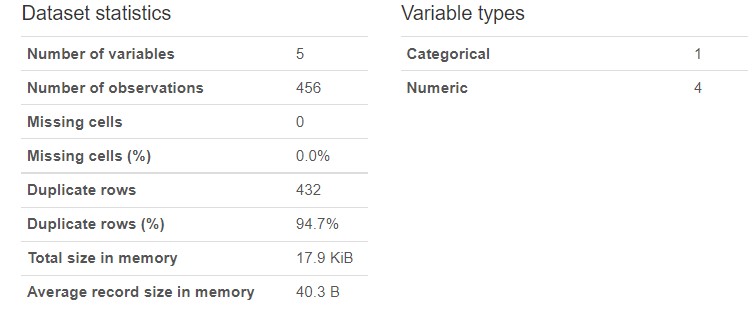 Dataset statistics
Number of variables 5
Number of observations 456
Missing cells 0
Missing cells (%) 0.0%
Duplicate rows 432
Duplicate rows (%) 94.7%
Total size in memory 17.9 KiB
Average record size in memory 40.3 B
Variable types
Categorical 1
Numeric 4